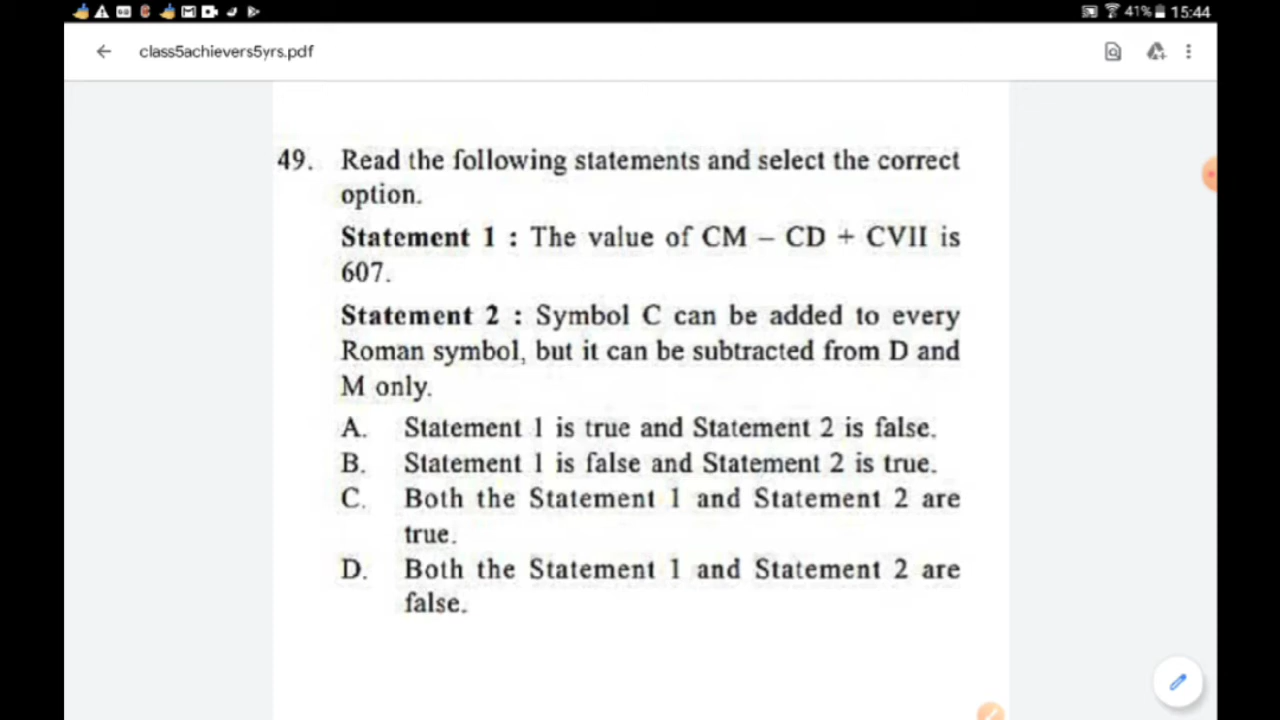 41% 15:44
class5achievers5yrs.pdf
49. Read the following statements and select the correct
option.
Statement 1 : The value of CM – CD + CVII is
607.
Statement 2 : Symbol C can be added to every
Roman symbol, but it can be subtracted from D and
M only.
A. Statement 1 is true and Statement 2 is false.
B. Statement 1 is false and Statement 2 is true.
C. Both the Statement 1 and Statement 2 are
true.
D. Both the Statement 1 and Statement 2 are
false.